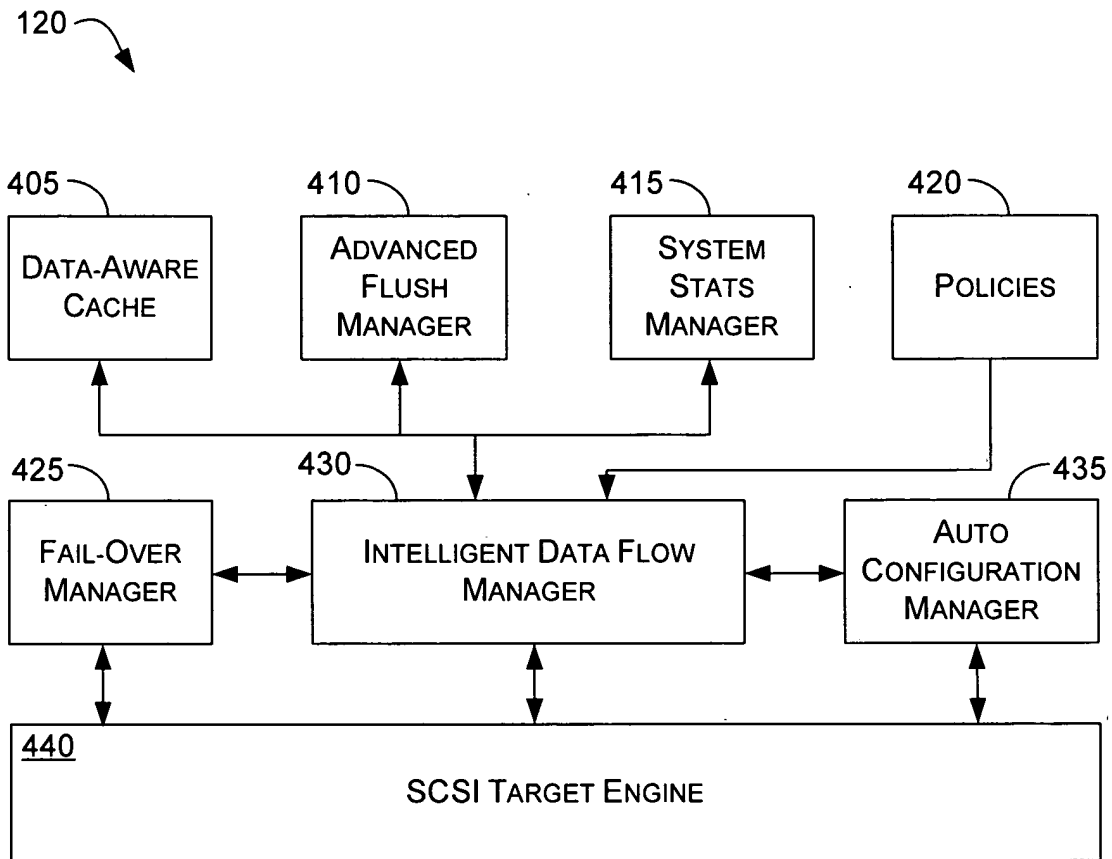 120
405
410
415
420
DATA-AWARE
CACHE
ADVANCED
FLUSH
MANAGER
SYSTEM
STATS
MANAGER
POLICIES
425
430
435
FAIL-OVER
MANAGER
INTELLIGENT DATA FLOW
MANAGER
AUTO
CONFIGURATION
MANAGER
440
SCSI TARGET ENGINE